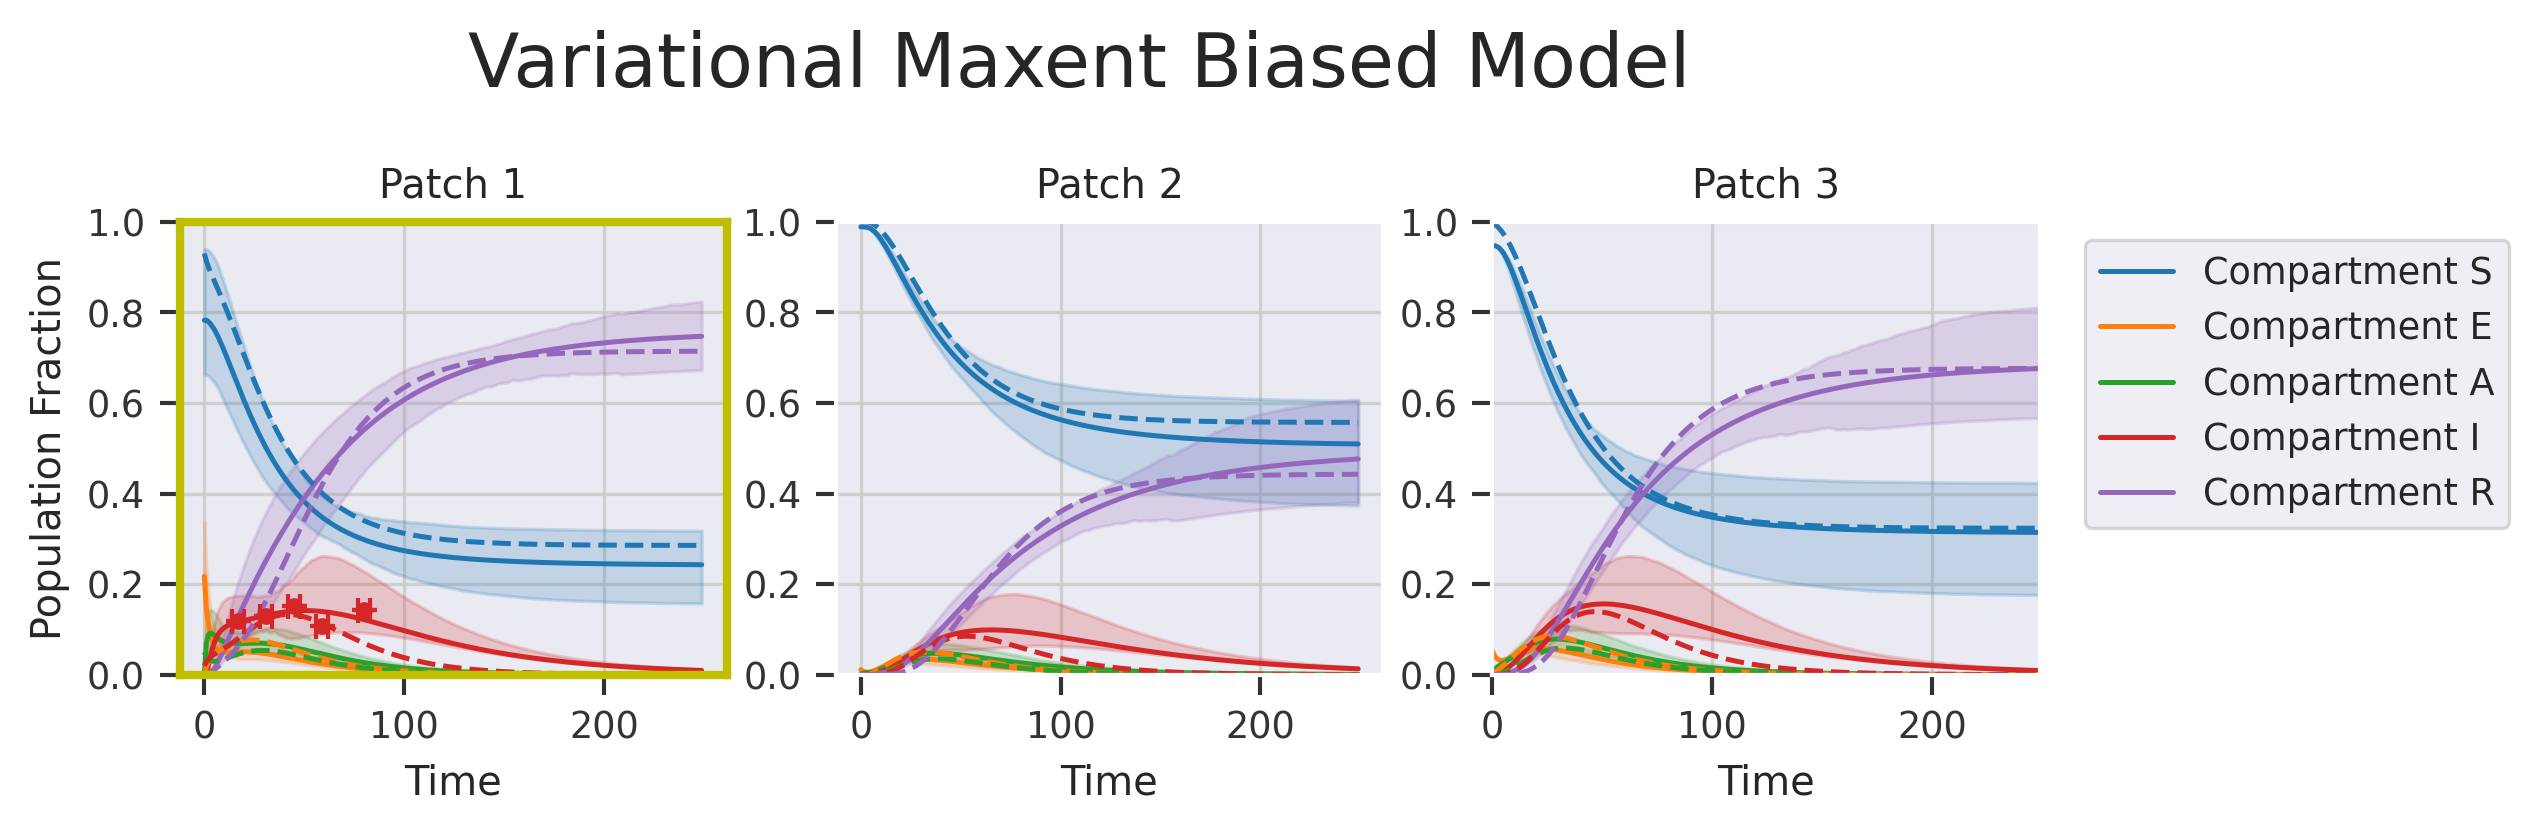 Variational Maxent Biased Model
Patch 1
Patch 2
Patch 3
Population Fraction
1.0
0.8
0.6
0.4
0.2
0.0
0
100
200
Time
1.0
0.8
0.6
0.4
0.2
0.0
0
100
200
Time
1.0
0.8
0.6
0.4
0.2
0.0
0
100
200
Time
Compartment S
Compartment E
Compartment A
Compartment I
Compartment R